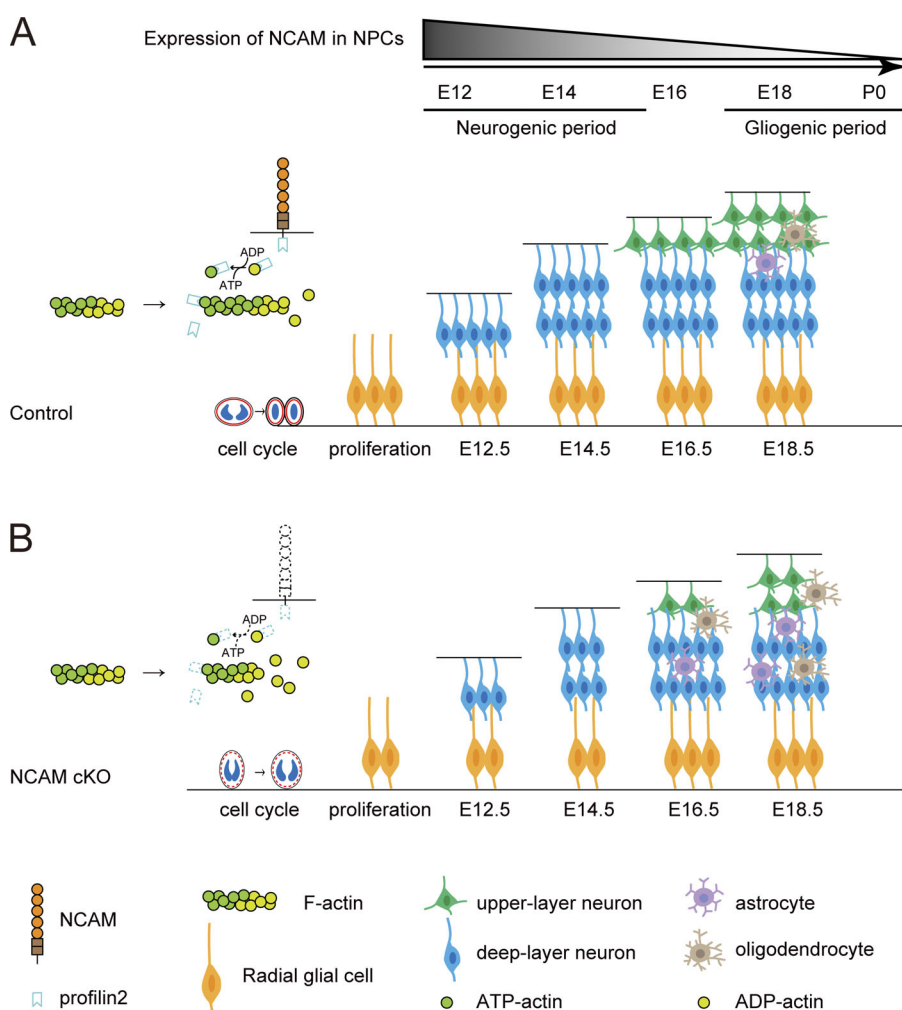 A
Expression of NCAM in NPCs
E12 E14 E16 E18 P0
Neurogenic period Gliogenic period
ADP
ATP
Control
cell cycle proliferation E12.5 E14.5 E16.5 E18.5
B
ADP
ATP
NCAM cKO
cell cycle proliferation E12.5 E14.5 E16.5 E18.5
NCAM F-actin upper-layer neuron astrocyte
Radial glial cell deep-layer neuron oligodendrocyte
profilin2 ATP-actin ADP-actin